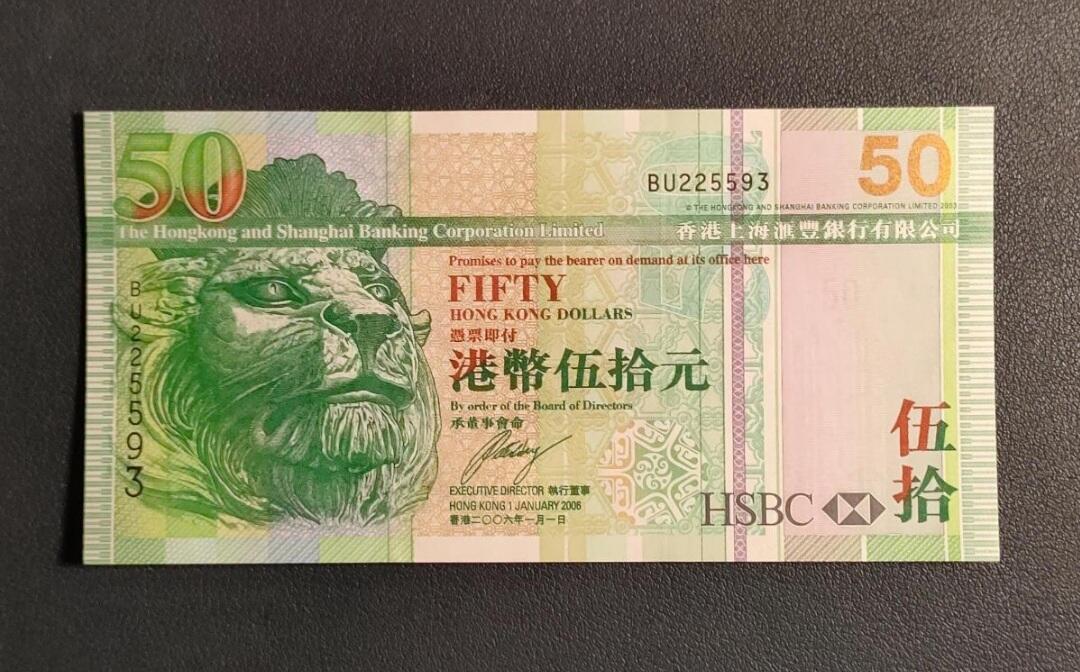 50
BU225593
50
© THE HONGKONG AND SHANGHAI BANKING CORPORATION LIMITED 2003
The Hongkong and Shanghai Banking Corporation Limited
香港上海滙豐銀行有限公司
Promises to pay the bearer on demand at its office here
FIFTY
HONG KONG DOLLARS
憑票即付
港幣伍拾元
By order of the Board of Directors
承董事會命
EXECUTIVE DIRECTOR 執行董事
HONG KONG 1 JANUARY 2006
香港二〇〇六年一月一日
BU225593
50
伍拾
HSBC